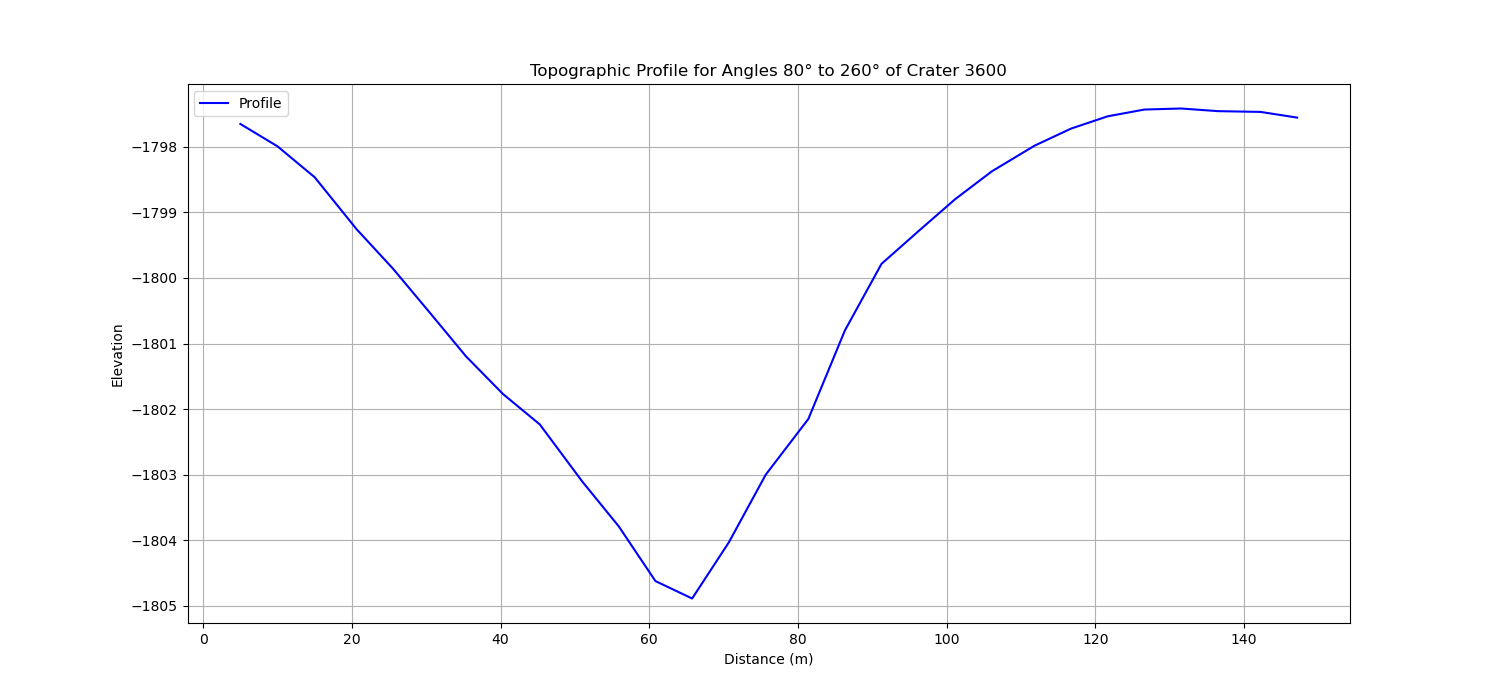 Topographic Profile for Angles 80° to 260° of Crater 3600
Profile
−1798
−1799
−1800
−1801
−1802
−1803
−1804
−1805
Elevation
0 20 40 60 80 100 120 140
Distance (m)